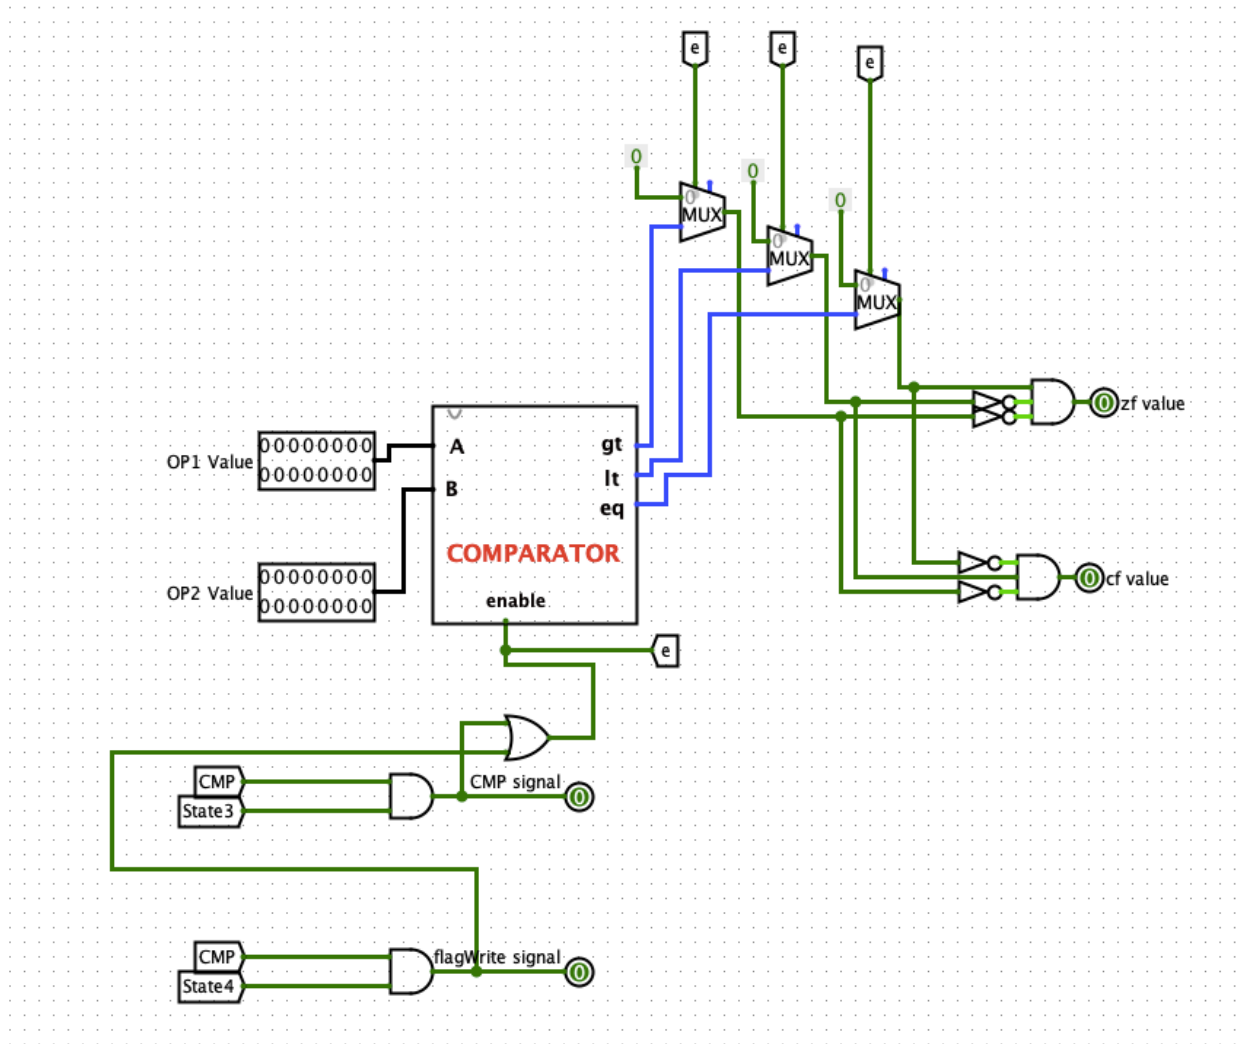 e
e
e
0
0
0
0
MUX
0
MUX
0
MUX
0 zf value
gt
A
00000000
OP1 Value
00000000
lt
B
eq
COMPARATOR
00000000
0 cf value
OP2 Value
00000000
enable
e
CMP
CMP signal
0
State3
CMP
flagWrite signal
0
State4